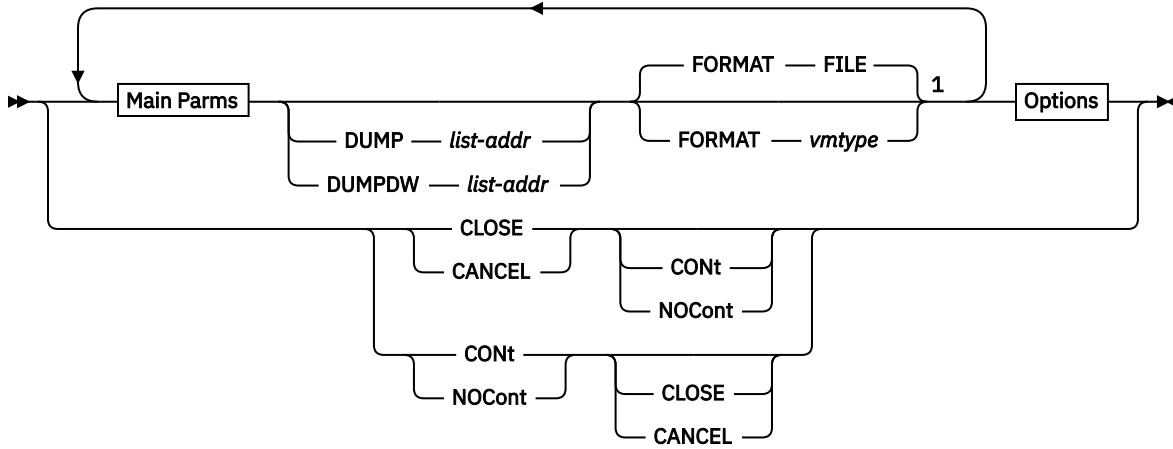 FORMAT FILE
1
Main Parms Options
DUMP list-addr FORMAT vmtype
DUMPDW list-addr
CLOSE
CANCEL CONt
NOCont
CONt
NOCont CLOSE
CANCEL